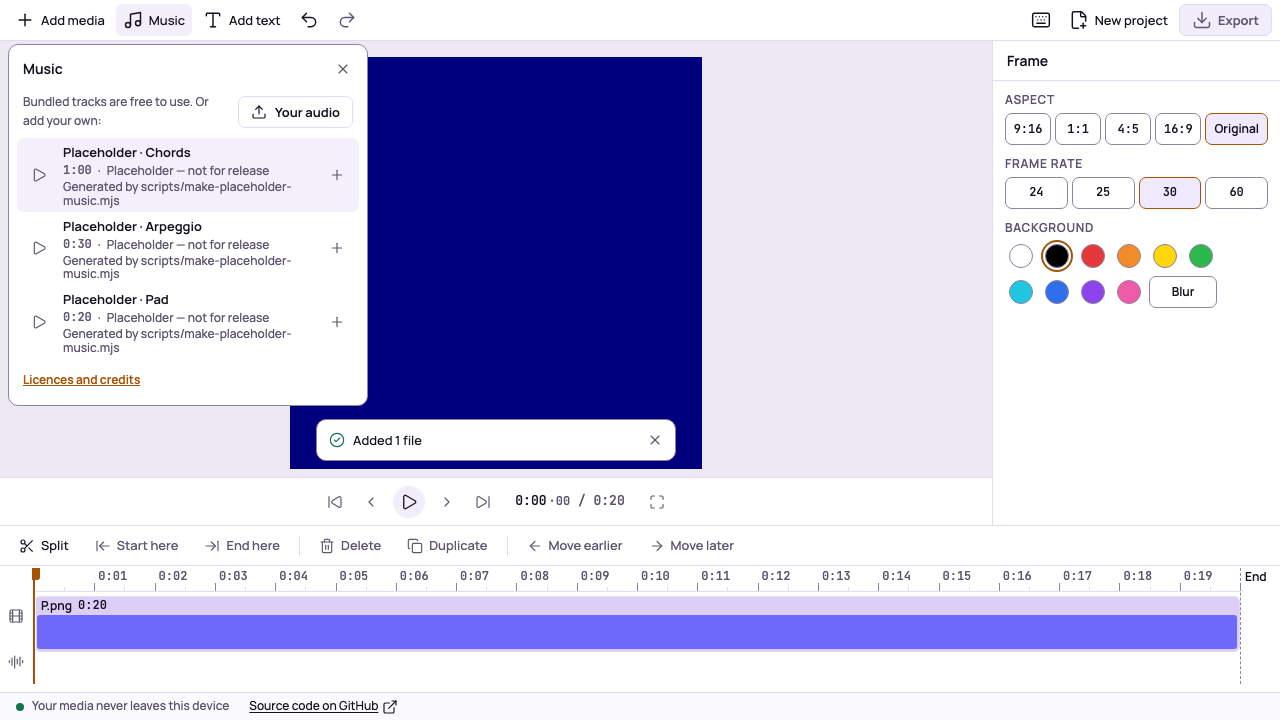 Add media
Music
Add text
New project
Export
Music
Bundled tracks are free to use. Or
add your own:
Your audio
Placeholder · Chords
1:00 · Placeholder — not for release
Generated by scripts/make-placeholder-
music.mjs
Placeholder · Arpeggio
0:30 · Placeholder — not for release
Generated by scripts/make-placeholder-
music.mjs
Placeholder · Pad
0:20 · Placeholder — not for release
Generated by scripts/make-placeholder-
music.mjs
Licences and credits
Added 1 file
0:00·00 / 0:20
Frame
ASPECT
9:16 1:1 4:5 16:9 Original
FRAME RATE
24 25 30 60
BACKGROUND
Blur
Split Start here End here Delete Duplicate Move earlier Move later
0:01 0:02 0:03 0:04 0:05 0:06 0:07 0:08 0:09 0:10 0:11 0:12 0:13 0:14 0:15 0:16 0:17 0:18 0:19 End
P.png 0:20
Your media never leaves this device Source code on GitHub